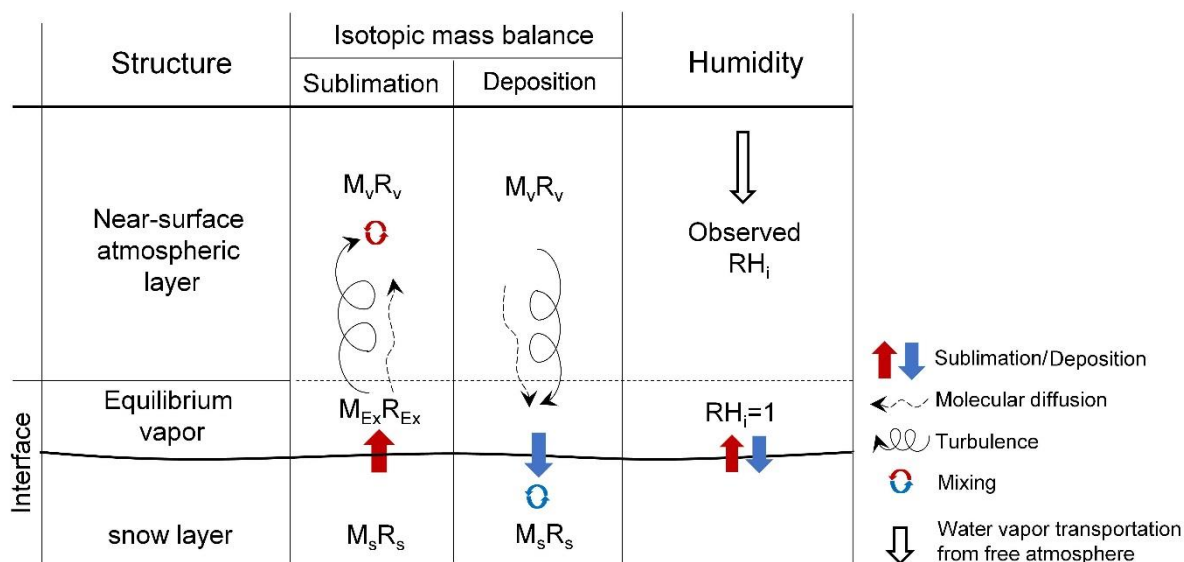 Structure
Isotopic mass balance
Sublimation
Deposition
Humidity
Near-surface
atmospheric
layer
MvRv
MvRv
Observed
RHi
Equilibrium
vapor
MExREx
RHi=1
Interface
snow layer
MsRs
MsRs
Sublimation/Deposition
Molecular diffusion
Turbulence
Mixing
Water vapor transportation
from free atmosphere